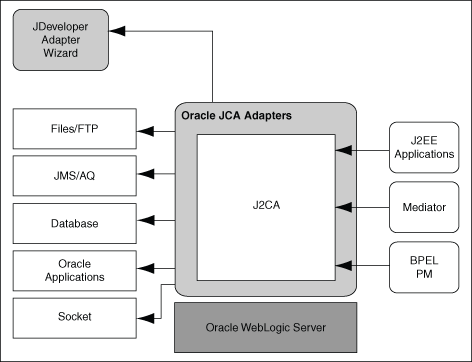 JDeveloper
Adapter
Wizard
Files/FTP
JMS/AQ
Database
Oracle
Applications
Socket
Oracle JCA Adapters
J2CA
Oracle WebLogic Server
J2EE
Applications
Mediator
BPEL
PM